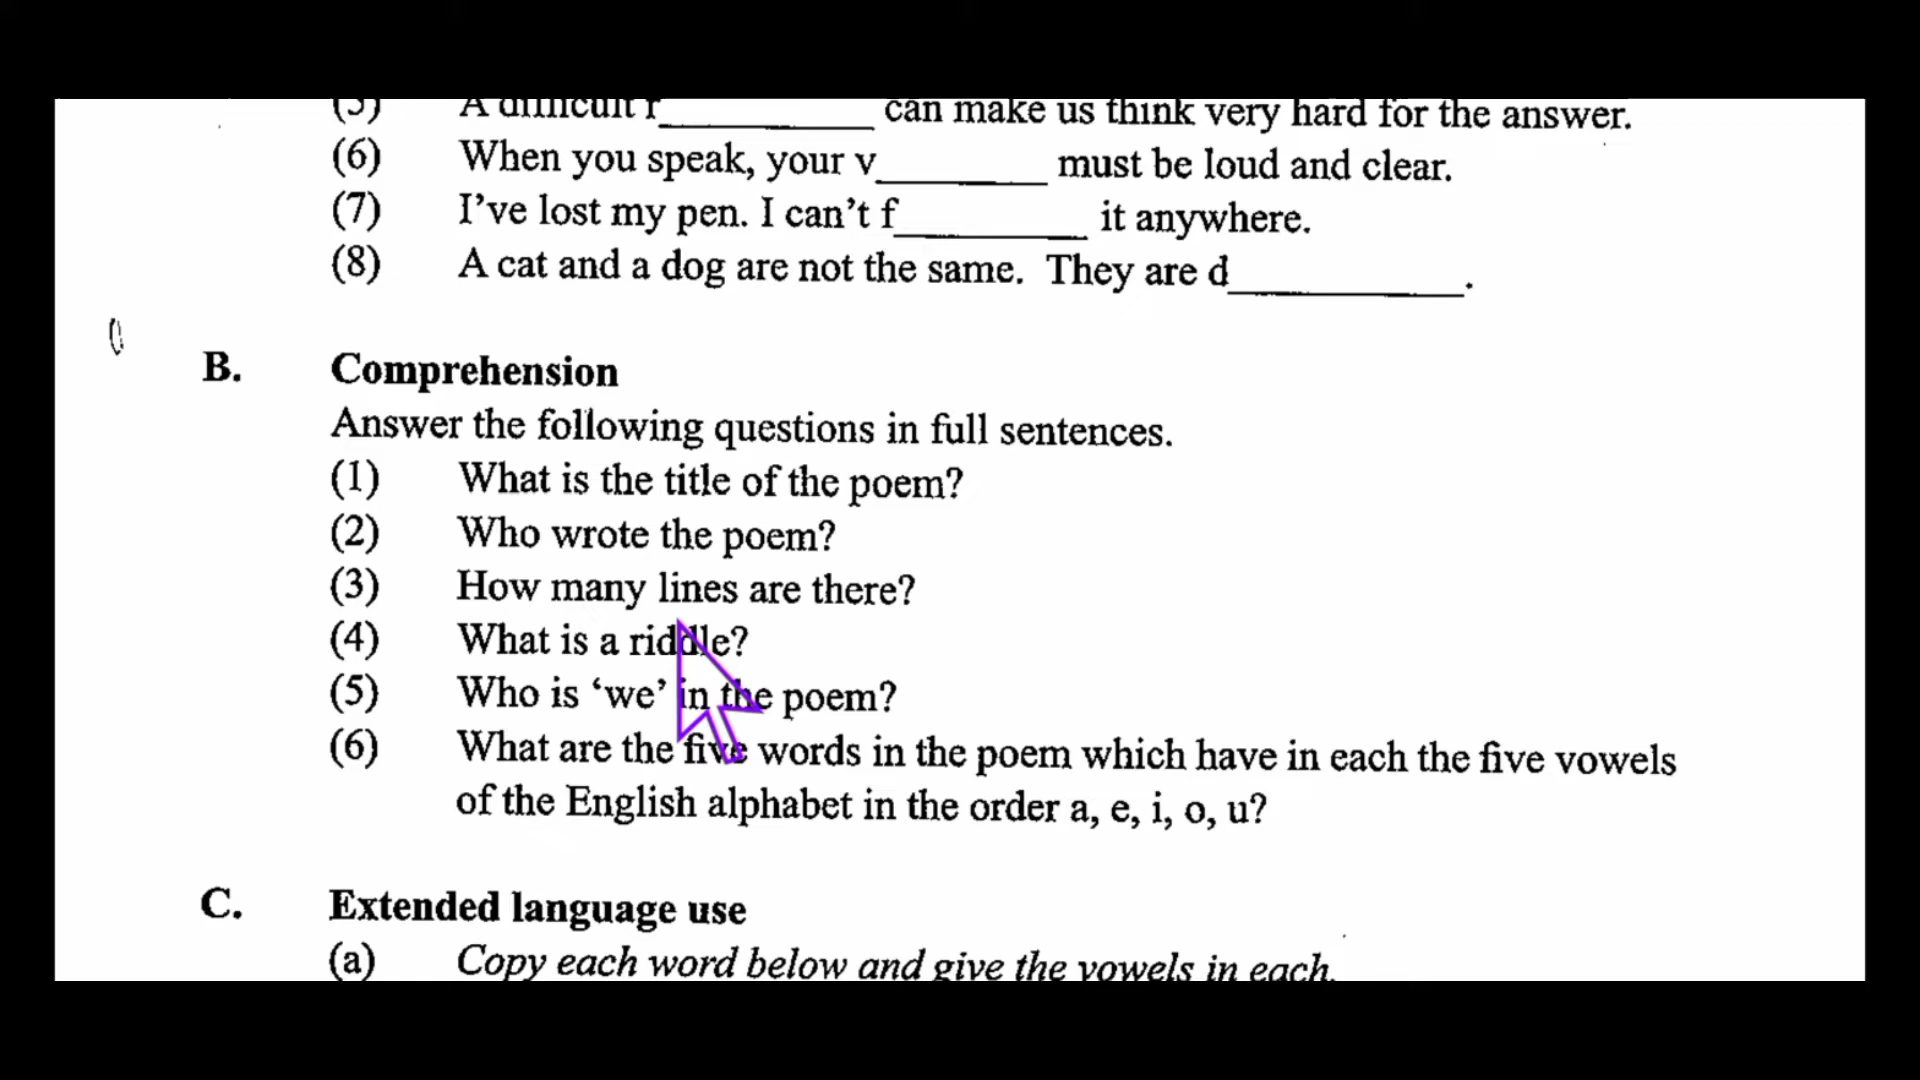 (5) A difficult r__________ can make us think very hard for the answer.
(6) When you speak, your v________ must be loud and clear.
(7) I've lost my pen. I can't f_________ it anywhere.
(8) A cat and a dog are not the same. They are d___________.
B. Comprehension
Answer the following questions in full sentences.
(1) What is the title of the poem?
(2) Who wrote the poem?
(3) How many lines are there?
(4) What is a riddle?
(5) Who is ‘we’ in the poem?
(6) What are the five words in the poem which have in each the five vowels
of the English alphabet in the order a, e, i, o, u?
C. Extended language use
(a) Copy each word below and give the vowels in each.